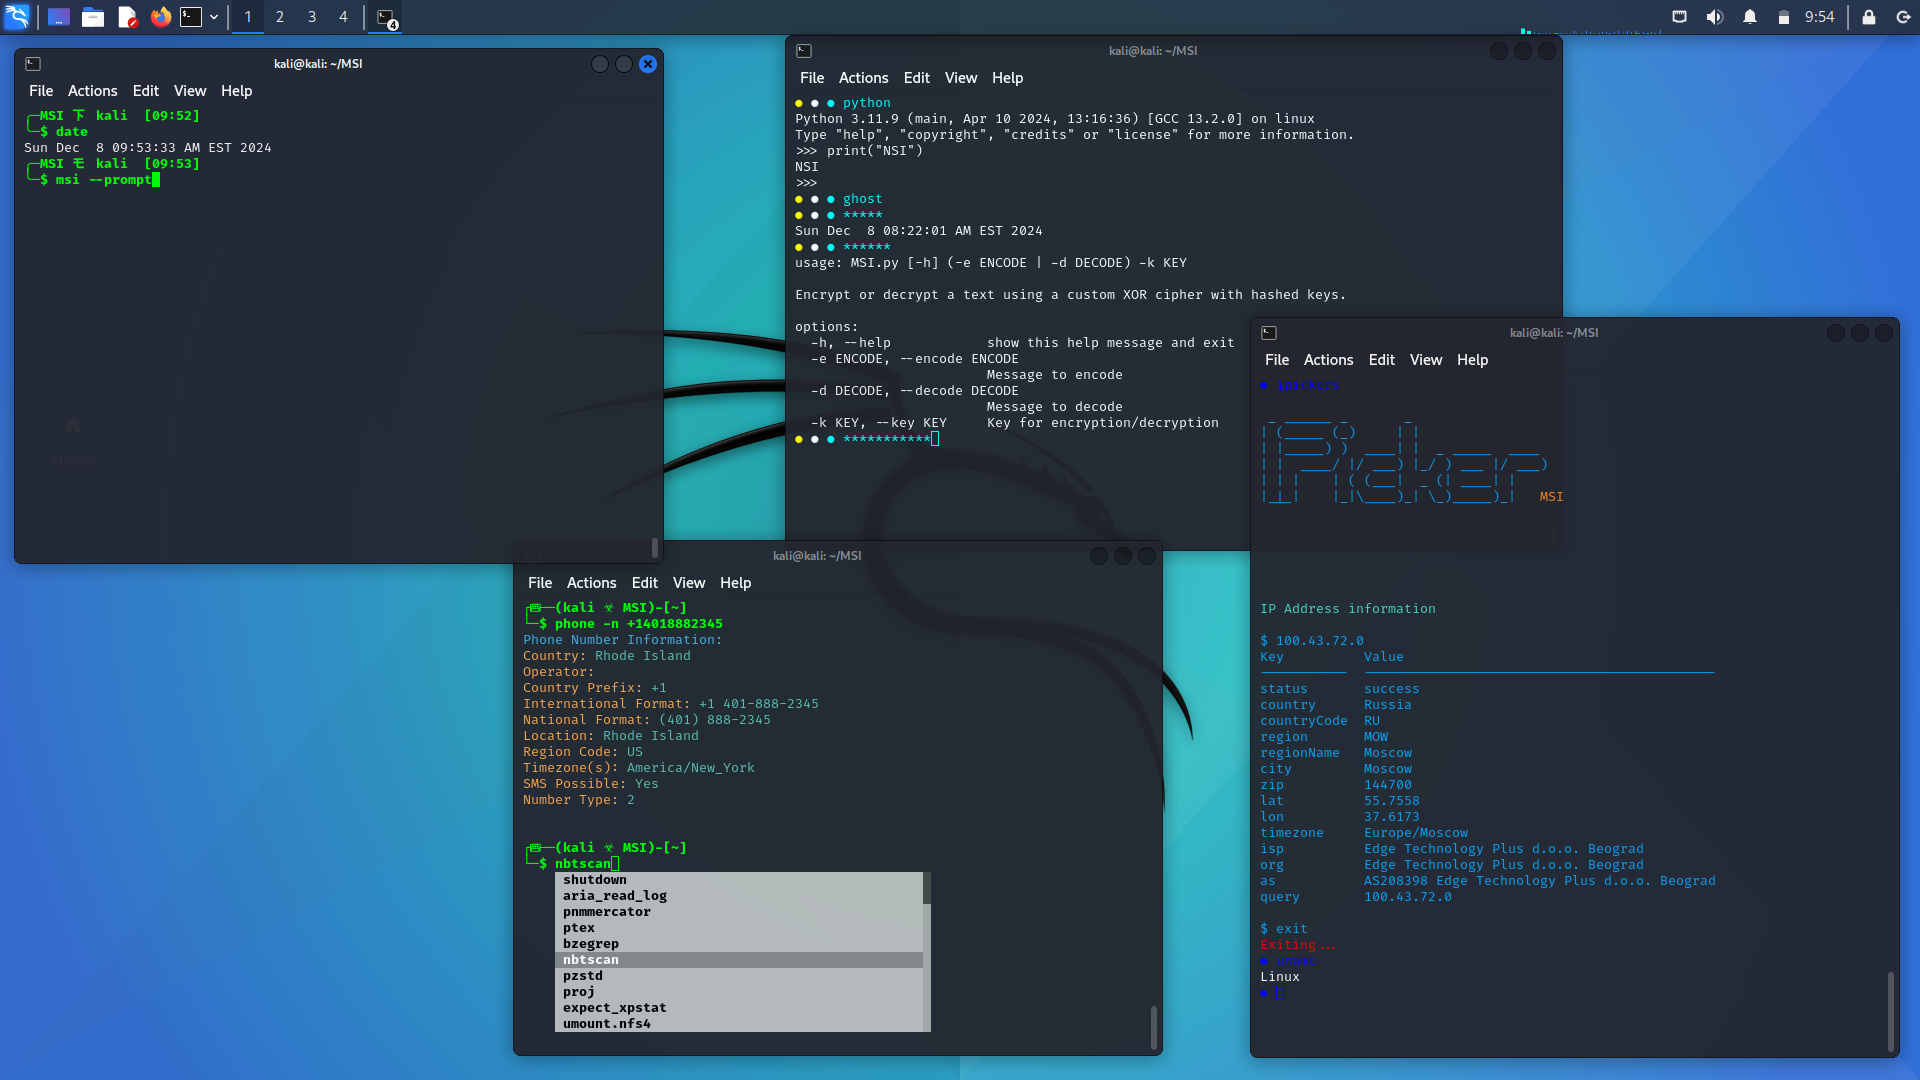 1 2 3 4 4 9:54
kali@kali: ~/MSI
File Actions Edit View Help
MSI 下 kali [09:52]
$ date
Sun Dec  8 09:53:33 AM EST 2024
MSI モ kali [09:53]
$ msi --prompt
Home
kali@kali: ~/MSI
File Actions Edit View Help
● ● ● python
Python 3.11.9 (main, Apr 10 2024, 13:16:36) [GCC 13.2.0] on linux
Type "help", "copyright", "credits" or "license" for more information.
>>> print("NSI")
NSI
>>>
● ● ● ghost
● ● ● *****
Sun Dec  8 08:22:01 AM EST 2024
● ● ● ******
usage: MSI.py [-h] (-e ENCODE | -d DECODE) -k KEY
Encrypt or decrypt a text using a custom XOR cipher with hashed keys.
options:
-h, --help            show this help message and exit
-e ENCODE, --encode ENCODE
Message to encode
-d DECODE, --decode DECODE
Message to decode
-k KEY, --key KEY     Key for encryption/decryption
● ● ● ***********
kali@kali: ~/MSI
File Actions Edit View Help
(kali ☣ MSI)-[~]
$ phone -n +14018882345
Phone Number Information:
Country: Rhode Island
Operator:
Country Prefix: +1
International Format: +1 401-888-2345
National Format: (401) 888-2345
Location: Rhode Island
Region Code: US
Timezone(s): America/New_York
SMS Possible: Yes
Number Type: 2
(kali ☣ MSI)-[~]
$ nbtscan
shutdown
aria_read_log
pnmmercator
ptex
bzegrep
nbtscan
pzstd
proj
expect_xpstat
umount.nfs4
kali@kali: ~/MSI
File Actions Edit View Help
MSI
IP Address information
$ 100.43.72.0
Key          Value
status       success
country      Russia
countryCode  RU
region       MOW
regionName   Moscow
city         Moscow
zip          144700
lat          55.7558
lon          37.6173
timezone     Europe/Moscow
isp          Edge Technology Plus d.o.o. Beograd
org          Edge Technology Plus d.o.o. Beograd
as           AS208398 Edge Technology Plus d.o.o. Beograd
query        100.43.72.0
$ exit
Exiting...
● uname
Linux
●